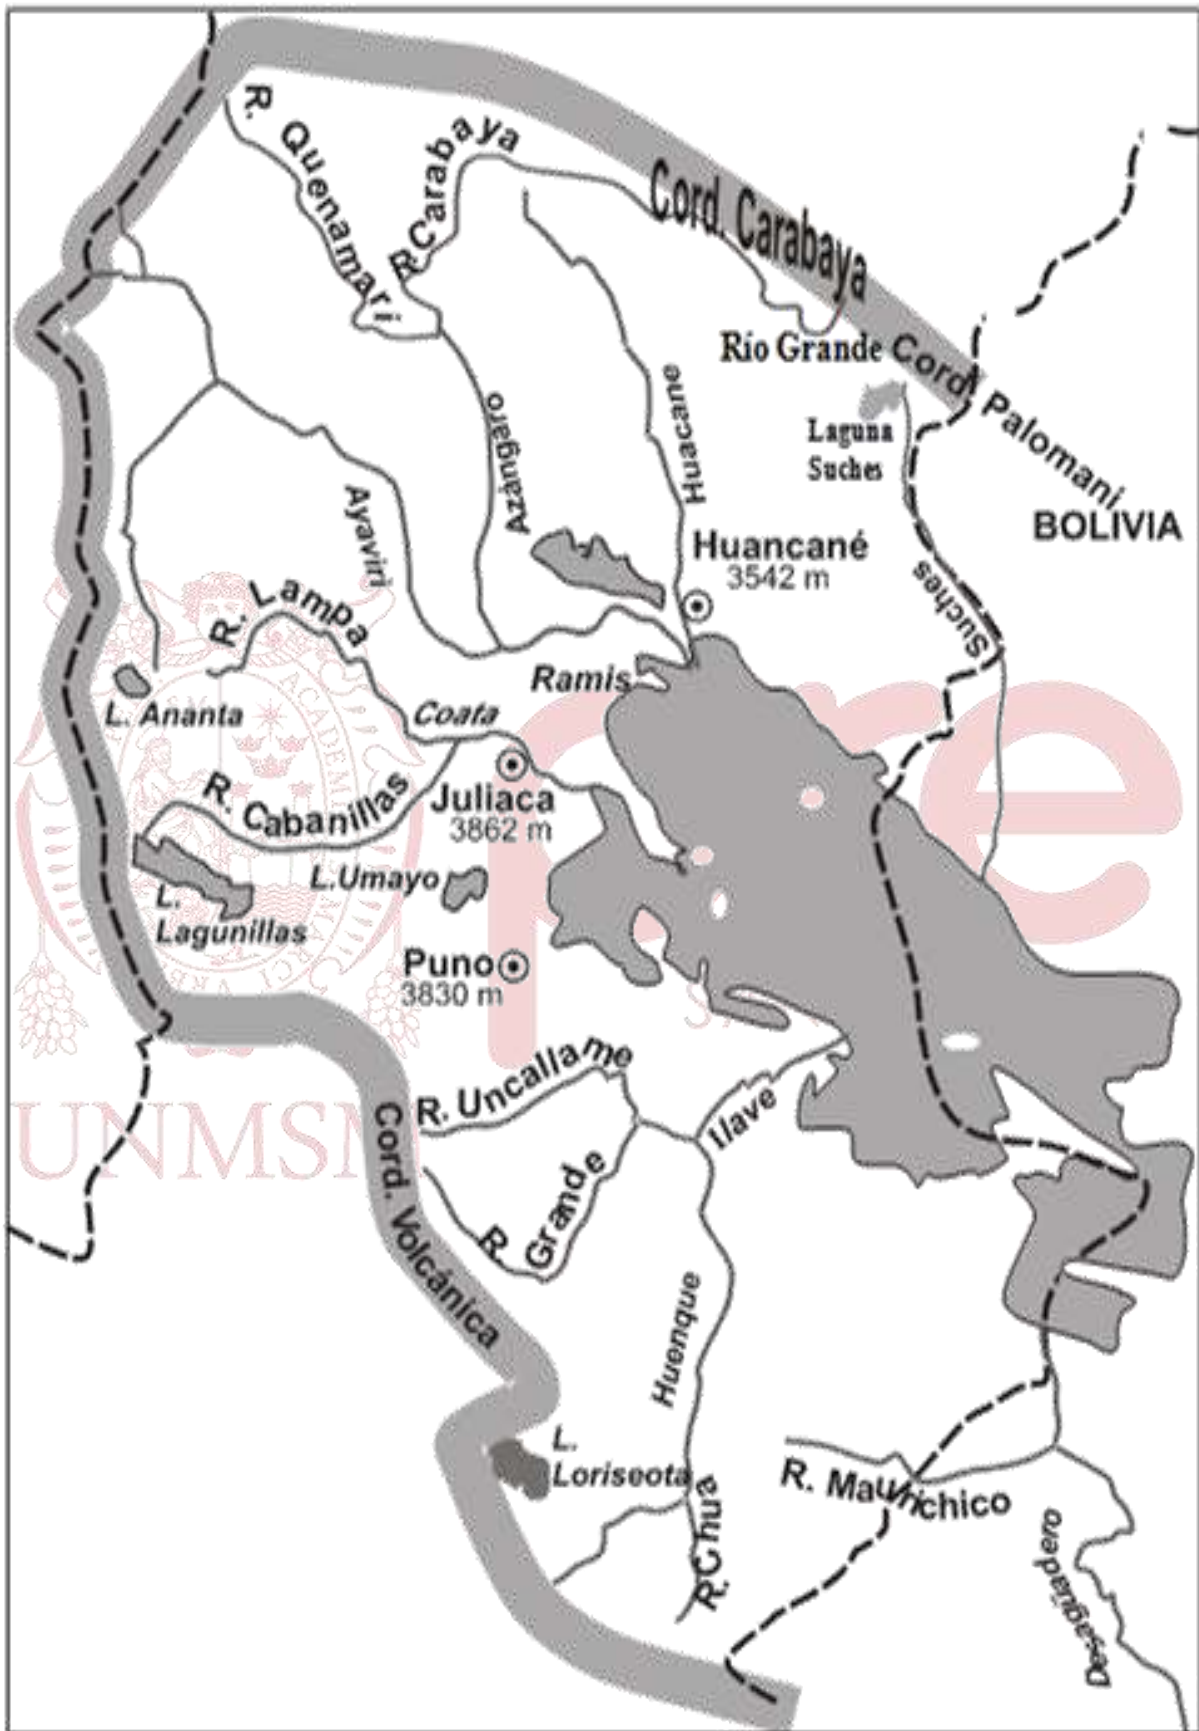 R. Quenamari
R Carabaya
Cord. Carabaya
Río Grande
Cord. Palomani
Laguna
Suches
BOLIVIA
Huacane
Azángaro
Ayaviri
Huancané
3542 m
Suches
R. Lampa
Ramis
L. Ananta
Coata
R. Cabanillas
Juliaca
3862 m
L.Umayo
L.
Lagunillas
Puno
3830 m
R. Uncallame
Ilave
UNMSM
Cord. Volcánica
R. Grande
Huenque
L.
Loriseota
R. Maurichico
R.Chua
Desaguadero